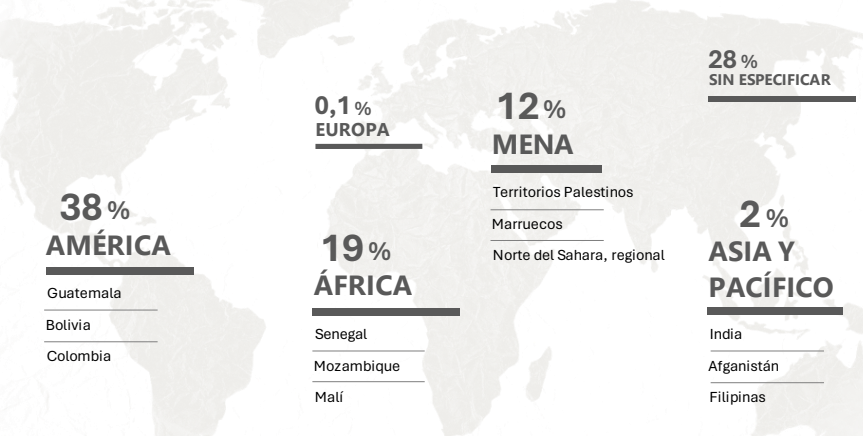 38 %
AMÉRICA
Guatemala
Bolivia
Colombia
0,1 %
EUROPA
19 %
ÁFRICA
Senegal
Mozambique
Malí
12 %
MENA
Territorios Palestinos
Marruecos
Norte del Sahara, regional
28 %
SIN ESPECIFICAR
2 %
ASIA Y
PACÍFICO
India
Afganistán
Filipinas